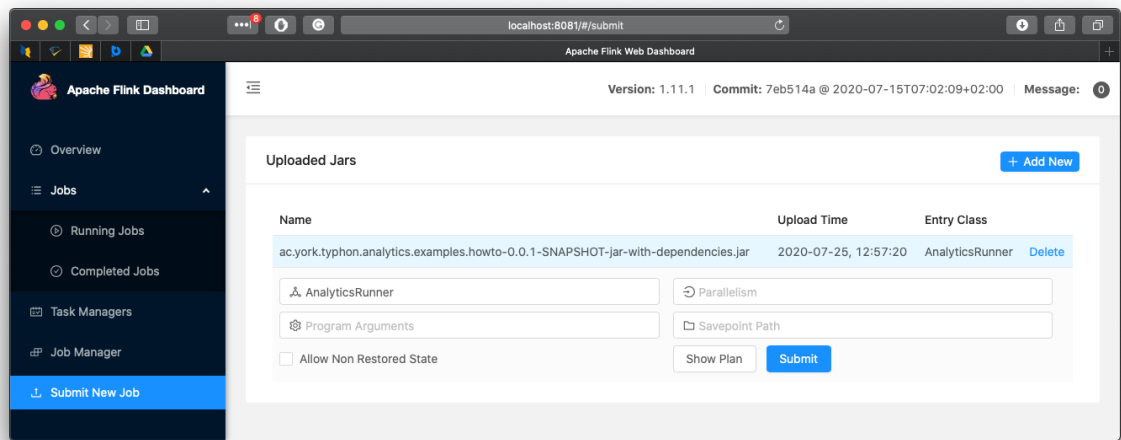 8
localhost:8081/#/submit
Apache Flink Web Dashboard
Apache Flink Dashboard
Version: 1.11.1 Commit: 7eb514a @ 2020-07-15T07:02:09+02:00 Message: 0
Overview
Jobs
Running Jobs
Completed Jobs
Task Managers
Job Manager
Submit New Job
Uploaded Jars
+ Add New
Name Upload Time Entry Class
ac.york.typhon.analytics.examples.howto-0.0.1-SNAPSHOT-jar-with-dependencies.jar 2020-07-25, 12:57:20 AnalyticsRunner Delete
AnalyticsRunner Parallelism
Program Arguments Savepoint Path
Allow Non Restored State Show Plan Submit